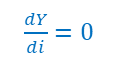 dY/di = 0